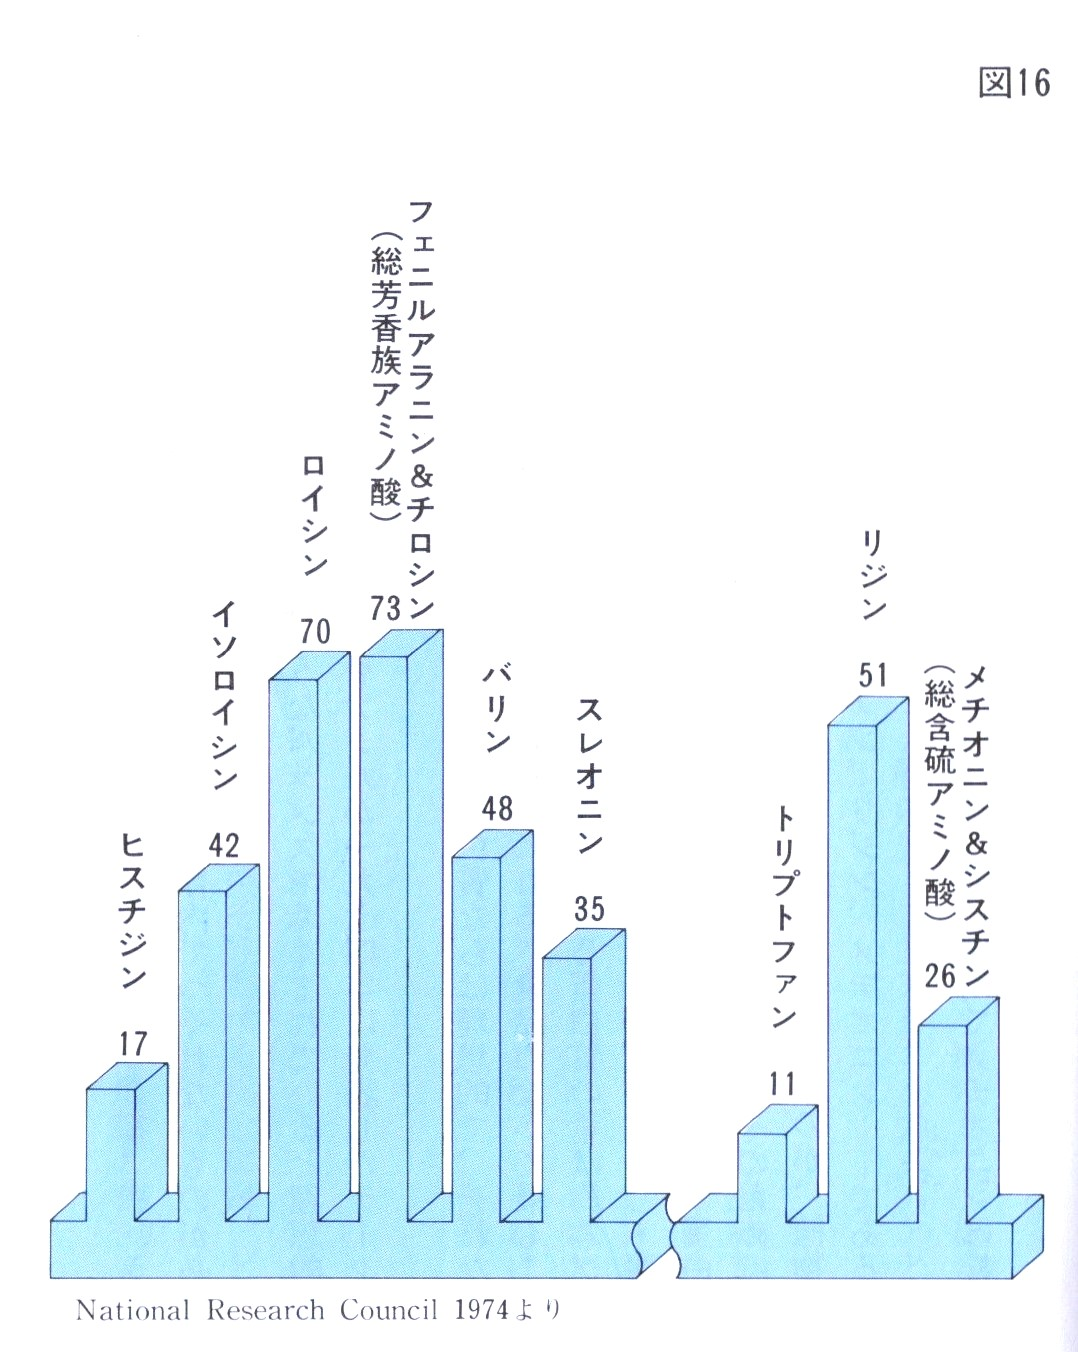 図16
ヒスチジン
17
イソロイシン
42
ロイシン
70
フェニルアラニン&チロシン
(総芳香族アミノ酸)
73
バリン
48
スレオニン
35
トリプトファン
11
リジン
51
メチオニン&シスチン
(総含硫アミノ酸)
26
National Research Council 1974より